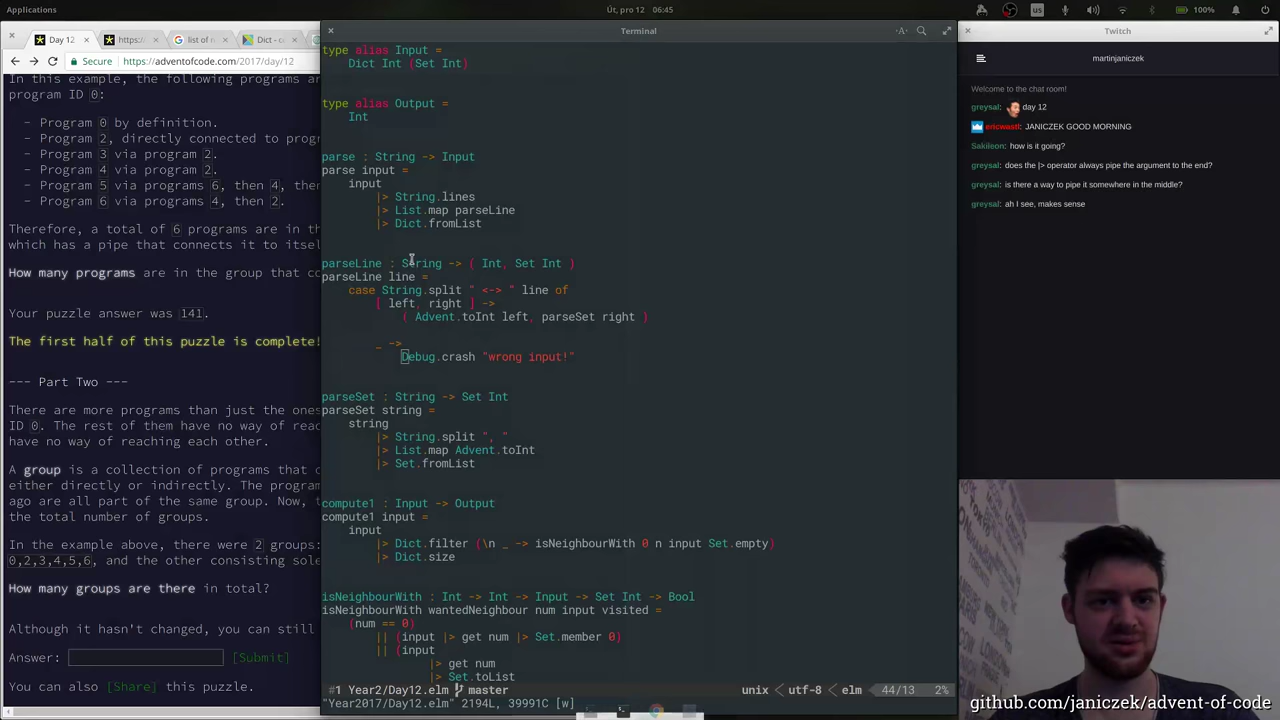 Applications
Út, pro 12 06:45
us
100%
Day 12
https:/
list of r
Dict - c
Secure
https://adventofcode.com/2017/day/12
In this example, the following programs ar
program ID 0:
- Program 0 by definition.
- Program 2, directly connected to prog
- Program 3 via program 2.
- Program 4 via program 2.
- Program 5 via programs 6, then 4,
- Program 6 via programs 4, then 2.
Therefore, a total of 6 programs are in th
which has a pipe that connects it to itsel
How many programs are in the group that co
Your puzzle answer was 141.
The first half of this puzzle is complete!
--- Part Two ---
There are more programs than just the ones
ID 0. The rest of them have no way of reac
have no way of reaching each other.
A group is a collection of programs that c
either directly or indirectly. The program
ago are all part of the same group. Now, t
the total number of groups.
In the example above, there were 2 groups:
0,2,3,4,5,6, and the other consisting sole
How many groups are there in total?
Although it hasn't changed, you can still
Answer:
[Submit]
You can also [Share] this puzzle.
Terminal
-A+
type alias Input =
Dict Int (Set Int)
type alias Output =
Int
parse : String -> Input
parse input =
input
|> String.lines
|> List.map parseLine
|> Dict.fromList
parseLine : String -> ( Int, Set Int )
parseLine line =
case String.split " <-> " line of
[ left, right ] ->
( Advent.toInt left, parseSet right )
_ ->
Debug.crash "wrong input!"
parseSet : String -> Set Int
parseSet string =
string
|> String.split ", "
|> List.map Advent.toInt
|> Set.fromList
compute1 : Input -> Output
compute1 input =
input
|> Dict.filter (\n _ -> isNeighbourWith 0 n input Set.empty)
|> Dict.size
isNeighbourWith : Int -> Int -> Input -> Set Int -> Bool
isNeighbourWith wantedNeighbour num input visited =
(num == 0)
|| (input |> get num |> Set.member 0)
|| (input
|> get num
|> Set.toList
#1 Year2/Day12.elm master
unix < utf-8 < elm 44/13 2%
"Year2017/Day12.elm" 2194L, 39991C [w]
Twitch
martinjaniczek
Welcome to the chat room!
greysal: day 12
ericwastl: JANICZEK GOOD MORNING
greysal: does the |> operator always pipe the argument to the end?
greysal: is there a way to pipe it somewhere in the middle?
greysal: ah I see, makes sense
github.com/janiczek/advent-of-code